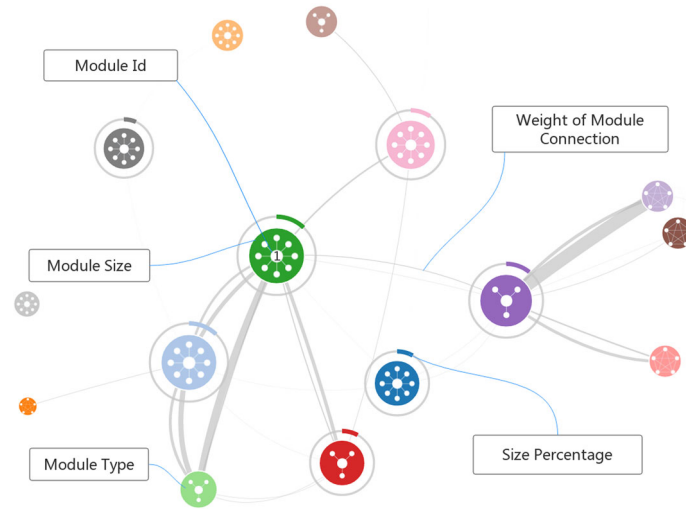 Module Id
Weight of Module
Connection
1
Module Size
Module Type
Size Percentage